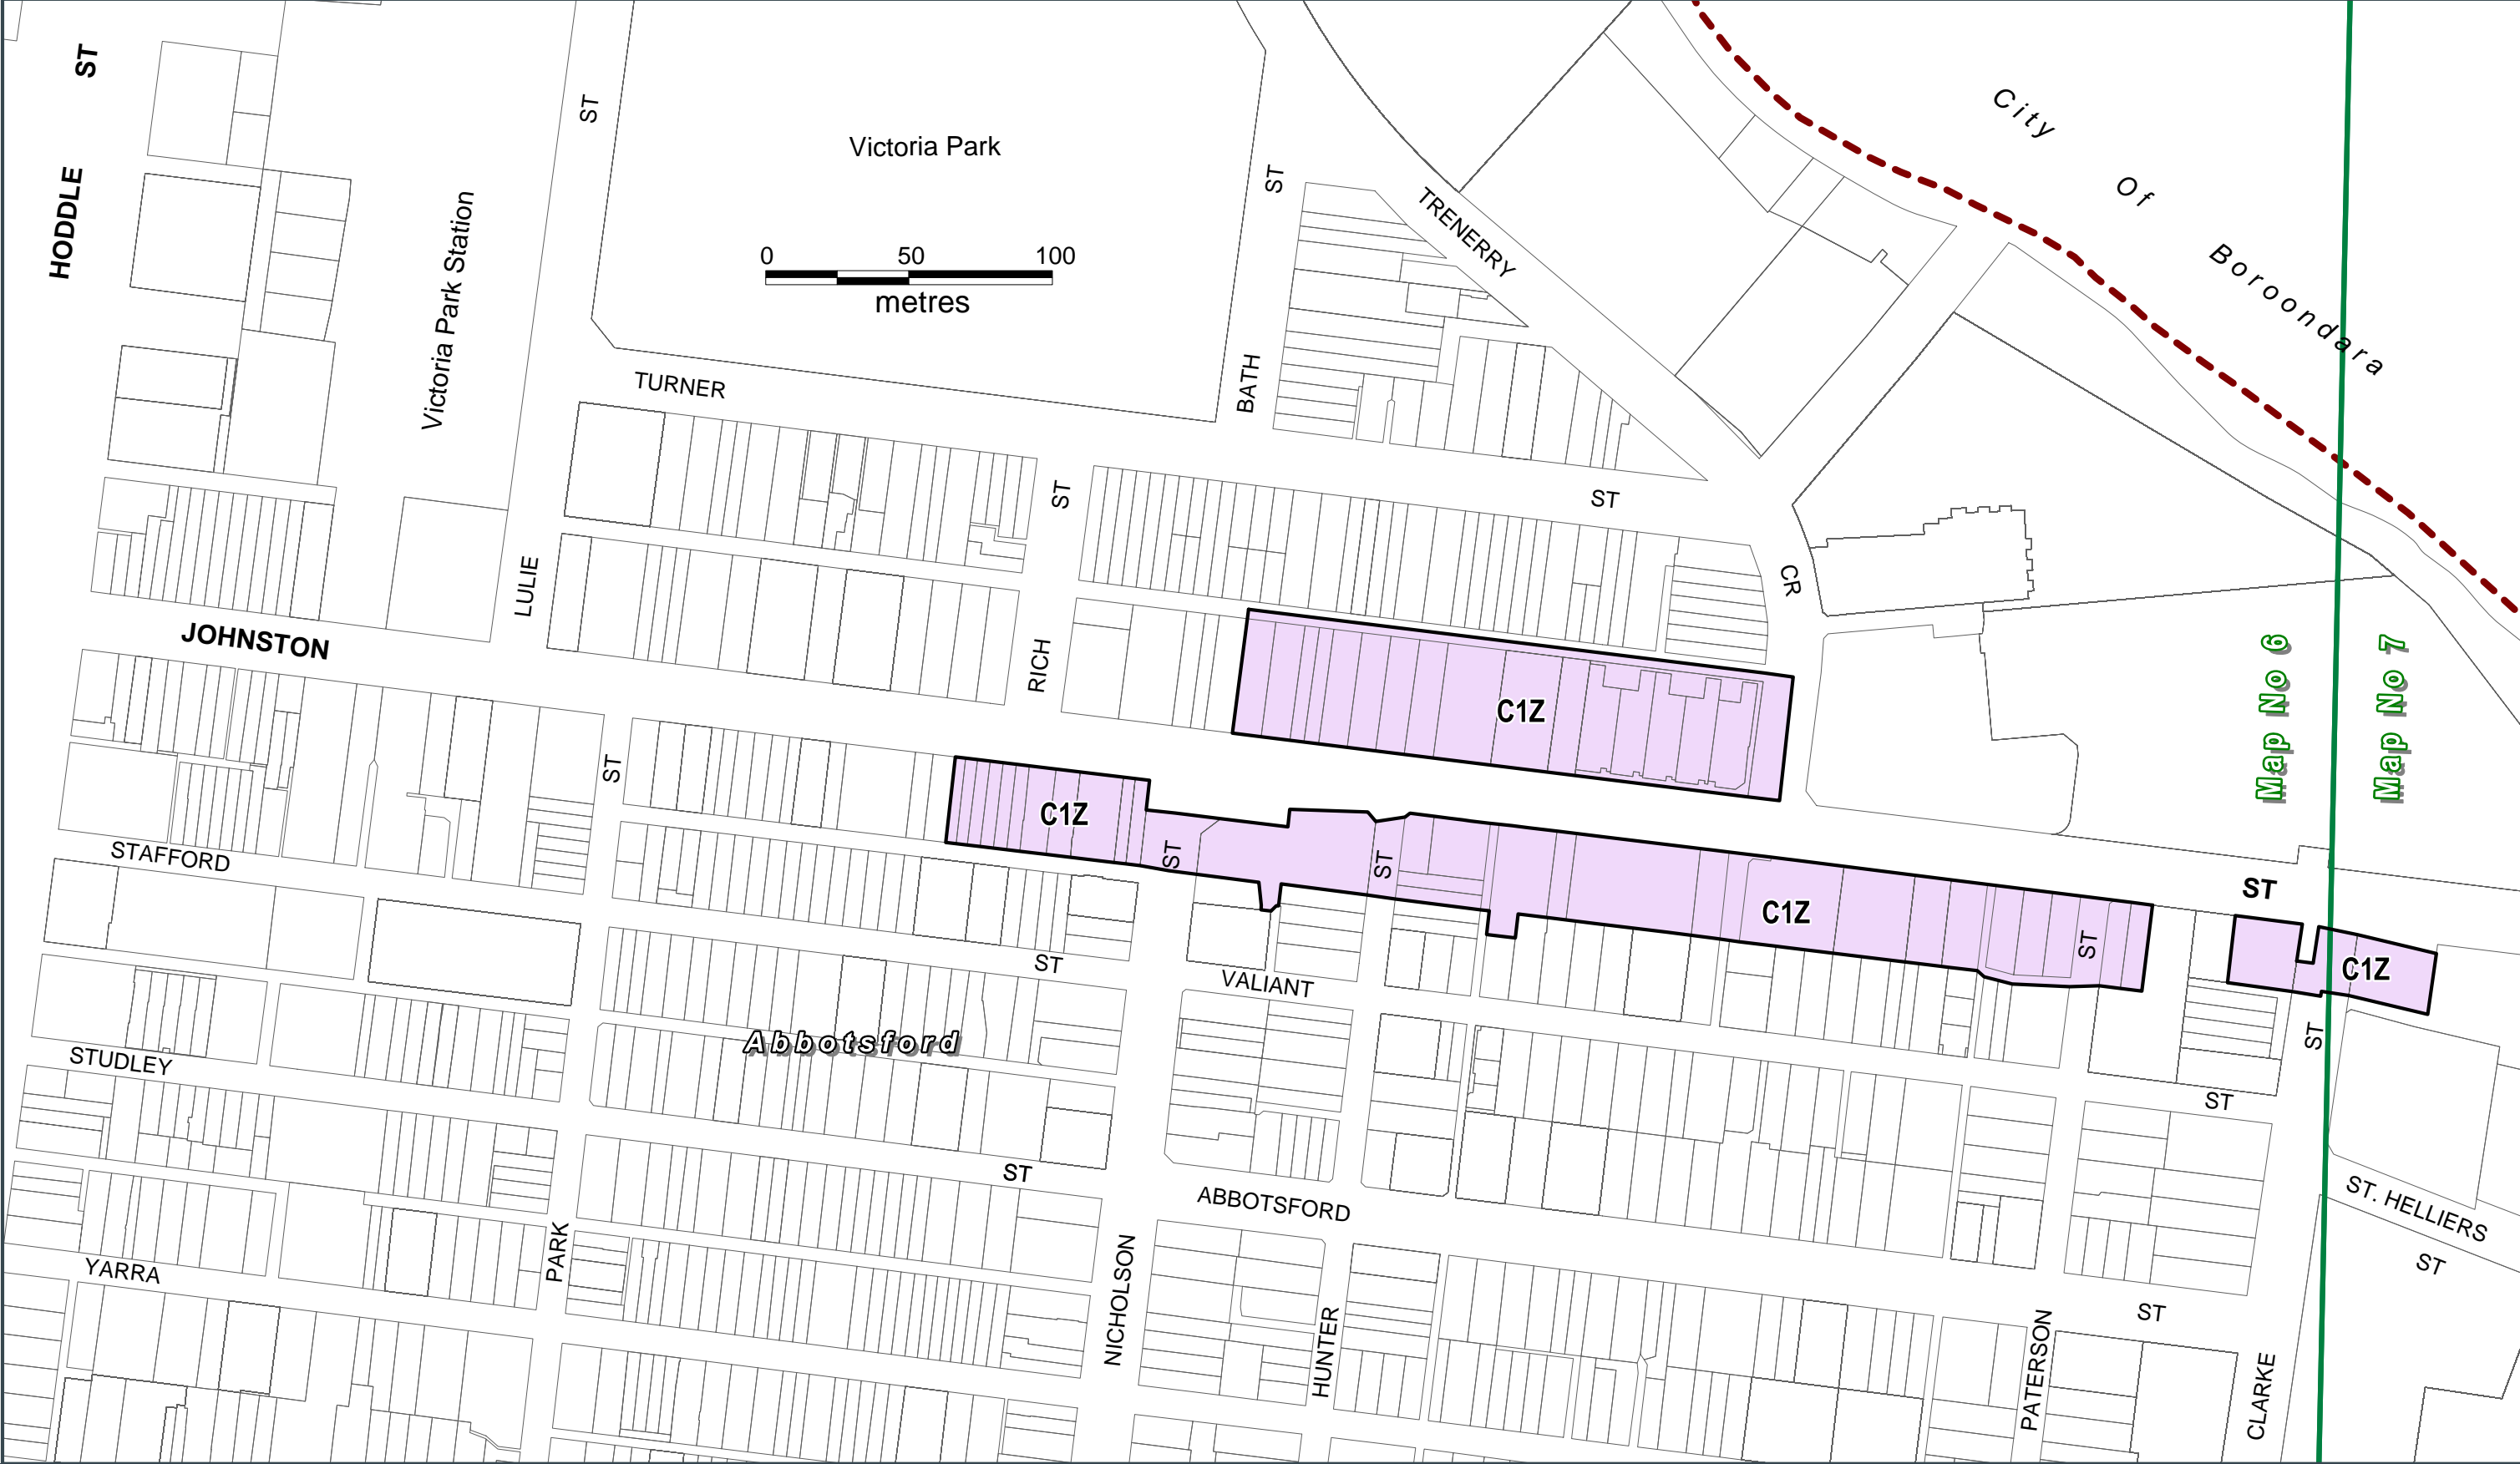 ST
HODDLE
Victoria Park Station
ST
Victoria Park
0 50 100
metres
ST
TRENERRY
City
Of
Boroondara
TURNER
BATH
ST
ST
LULIE
CR
JOHNSTON
RICH
C1Z
Map No 6
Map No 7
ST
C1Z
ST
ST
STAFFORD
C1Z
ST
ST
C1Z
ST
VALIANT
ST
Abbotsford
STUDLEY
ST
ST
ABBOTSFORD
ST. HELLIERS
ST
YARRA
PARK
NICHOLSON
HUNTER
PATERSON
ST
CLARKE